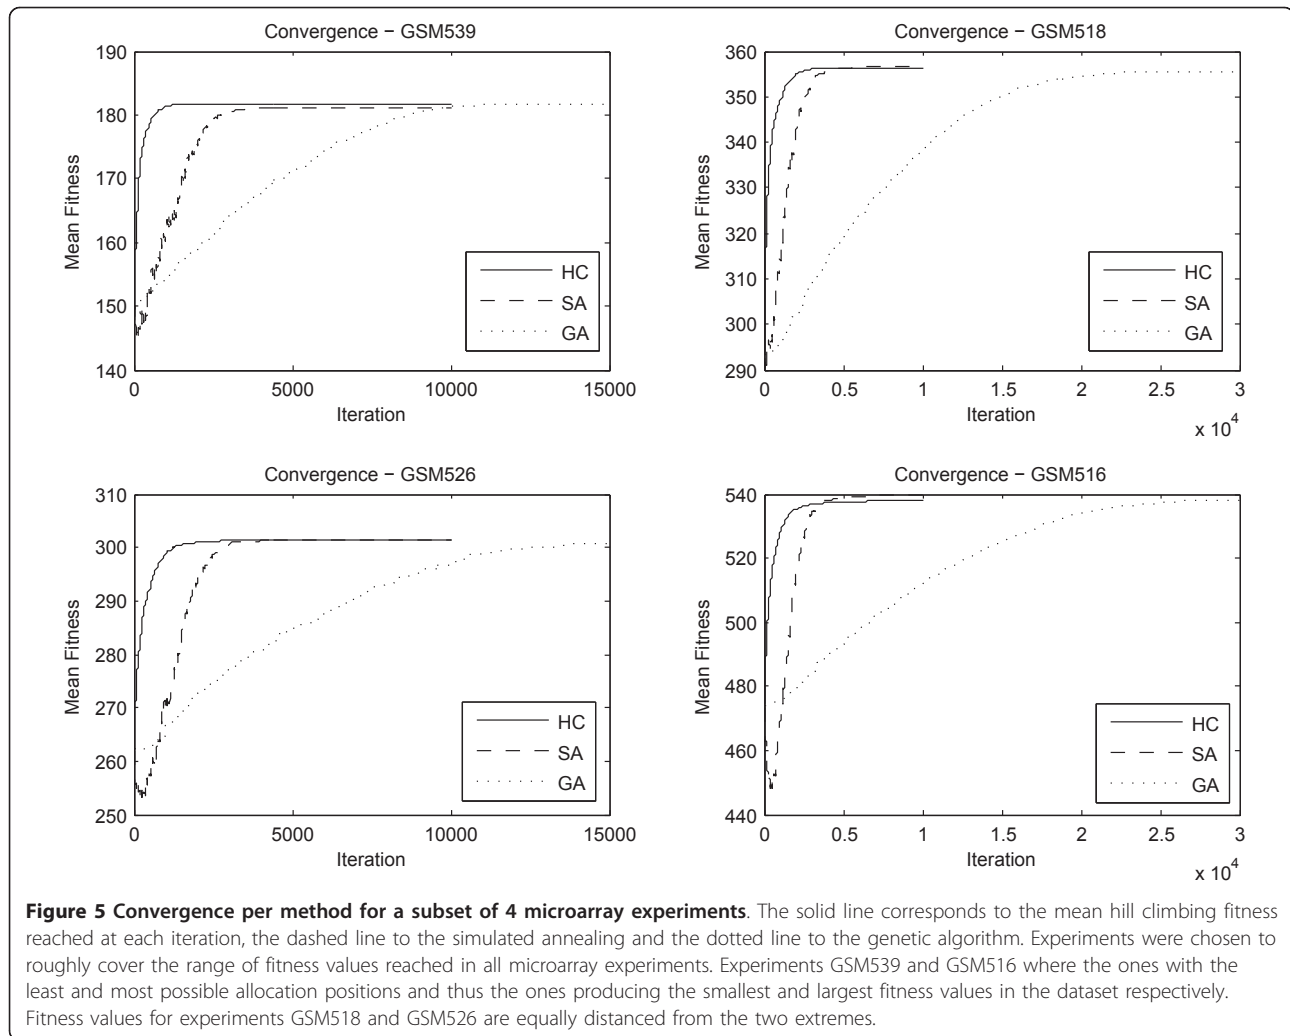 Convergence − GSM539
190
180
170
160
150
140
Mean Fitness
0
5000
10000
15000
Iteration
HC
SA
GA
Convergence − GSM518
360
350
340
330
320
310
300
290
Mean Fitness
0
0.5
1
1.5
2
2.5
3
x 10^4
Iteration
HC
SA
GA
Convergence − GSM526
310
300
290
280
270
260
250
Mean Fitness
0
5000
10000
15000
Iteration
HC
SA
GA
Convergence − GSM516
540
520
500
480
460
440
Mean Fitness
0
0.5
1
1.5
2
2.5
3
x 10^4
Iteration
HC
SA
GA
Figure 5 Convergence per method for a subset of 4 microarray experiments. The solid line corresponds to the mean hill climbing fitness
reached at each iteration, the dashed line to the simulated annealing and the dotted line to the genetic algorithm. Experiments were chosen to
roughly cover the range of fitness values reached in all microarray experiments. Experiments GSM539 and GSM516 where the ones with the
least and most possible allocation positions and thus the ones producing the smallest and largest fitness values in the dataset respectively.
Fitness values for experiments GSM518 and GSM526 are equally distanced from the two extremes.